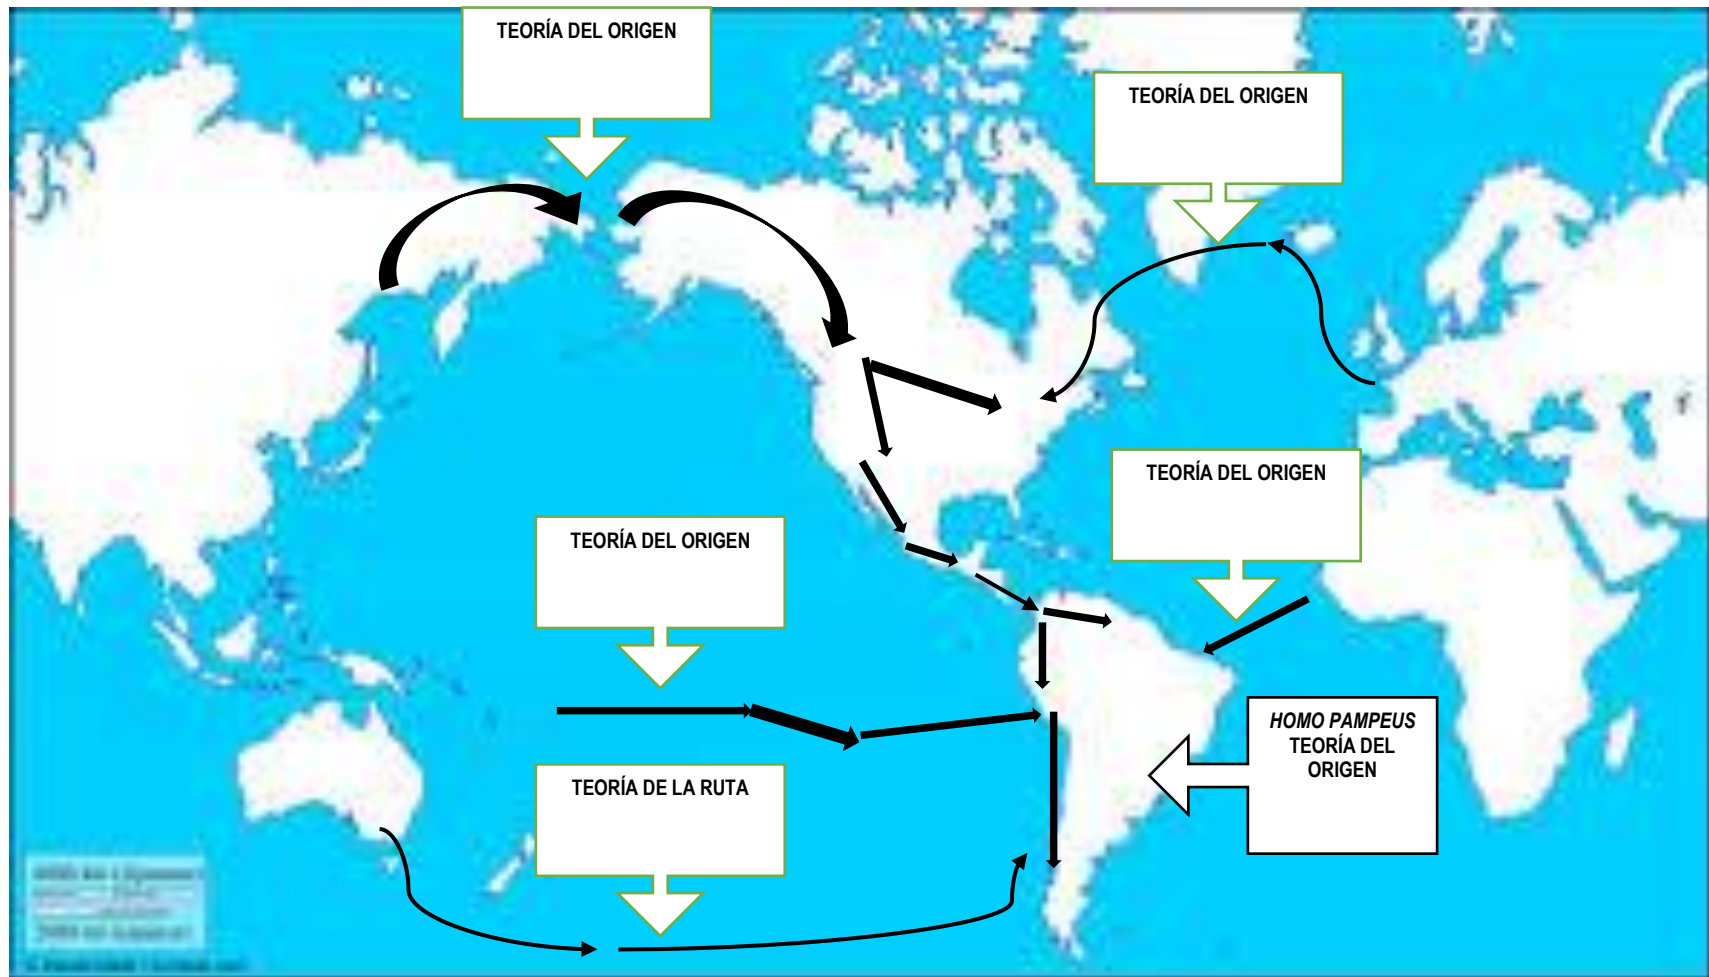 TEORÍA DEL ORIGEN
TEORÍA DEL ORIGEN
TEORÍA DEL ORIGEN
TEORÍA DEL ORIGEN
HOMO PAMPEUS
TEORÍA DEL
ORIGEN
TEORÍA DE LA RUTA